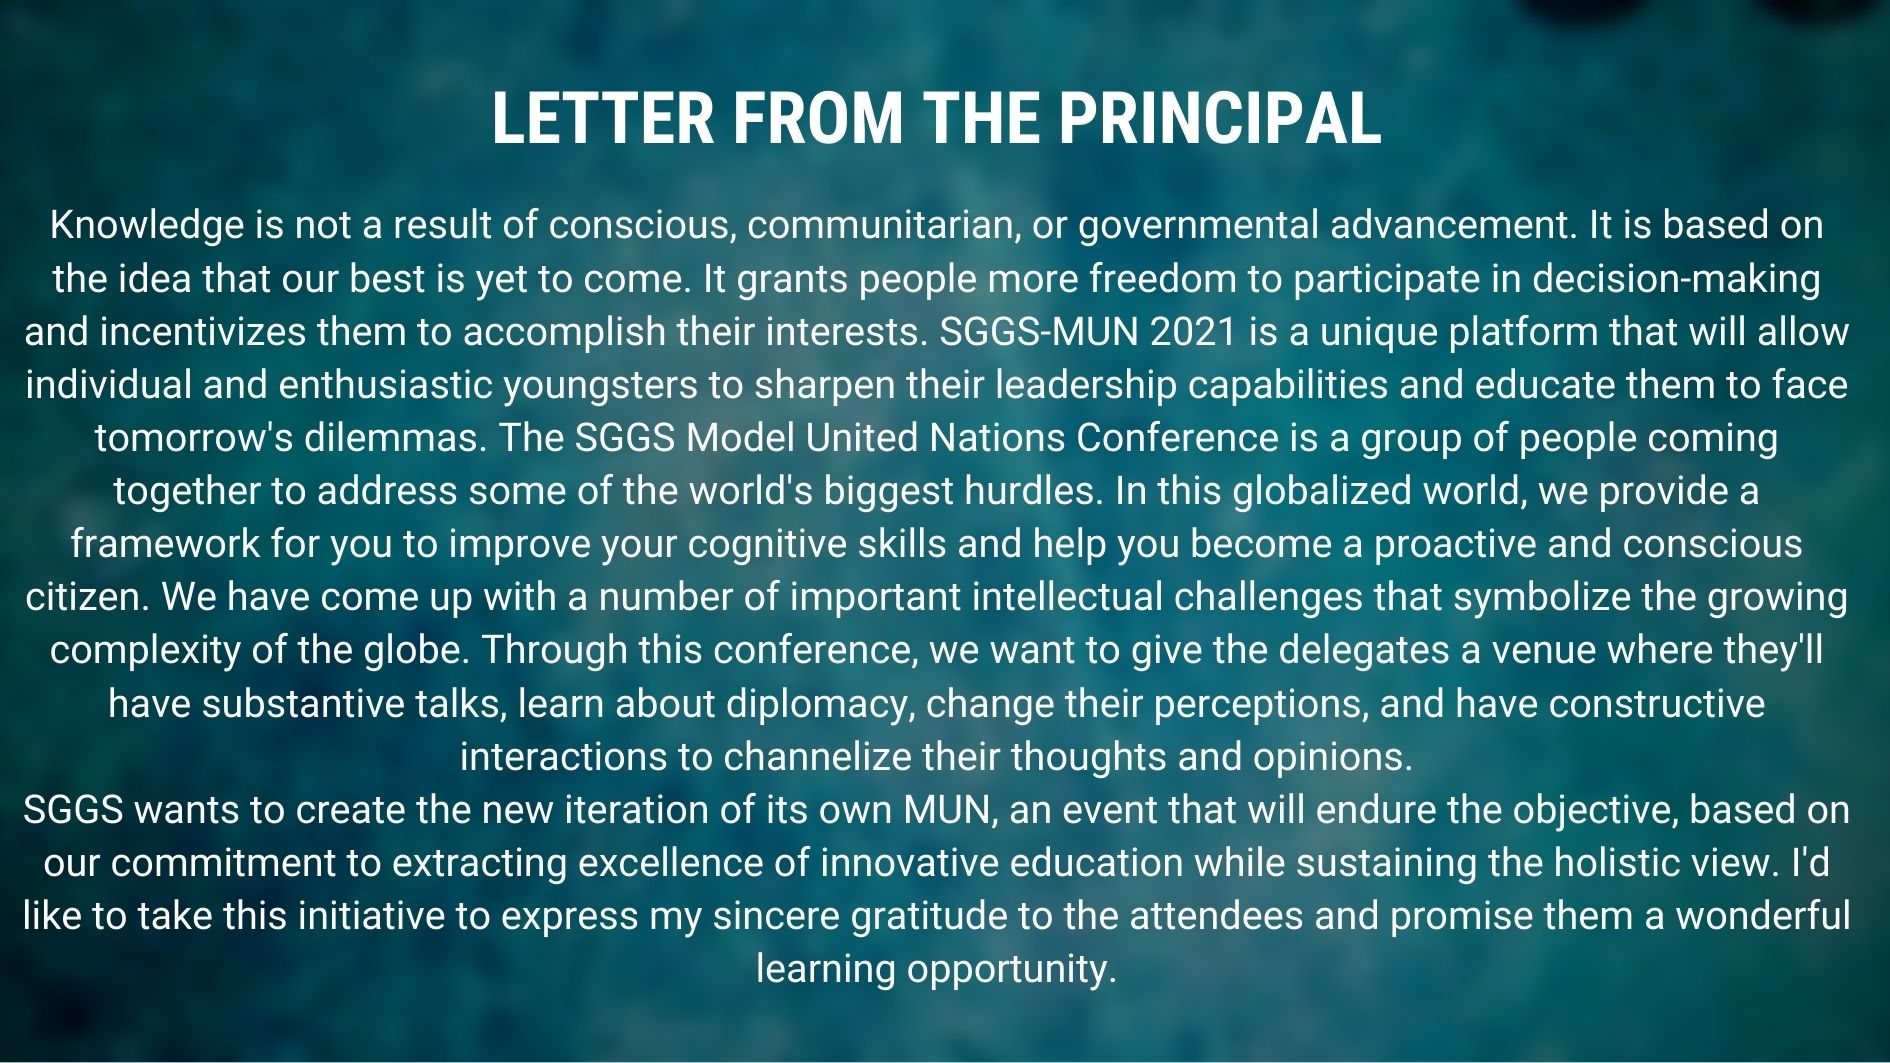 LETTER FROM THE PRINCIPAL
Knowledge is not a result of conscious, communitarian, or governmental advancement. It is based on
the idea that our best is yet to come. It grants people more freedom to participate in decision-making
and incentivizes them to accomplish their interests. SGGS-MUN 2021 is a unique platform that will allow
individual and enthusiastic youngsters to sharpen their leadership capabilities and educate them to face
tomorrow's dilemmas. The SGGS Model United Nations Conference is a group of people coming
together to address some of the world's biggest hurdles. In this globalized world, we provide a
framework for you to improve your cognitive skills and help you become a proactive and conscious
citizen. We have come up with a number of important intellectual challenges that symbolize the growing
complexity of the globe. Through this conference, we want to give the delegates a venue where they'll
have substantive talks, learn about diplomacy, change their perceptions, and have constructive
interactions to channelize their thoughts and opinions.
SGGS wants to create the new iteration of its own MUN, an event that will endure the objective, based on
our commitment to extracting excellence of innovative education while sustaining the holistic view. I'd
like to take this initiative to express my sincere gratitude to the attendees and promise them a wonderful
learning opportunity.